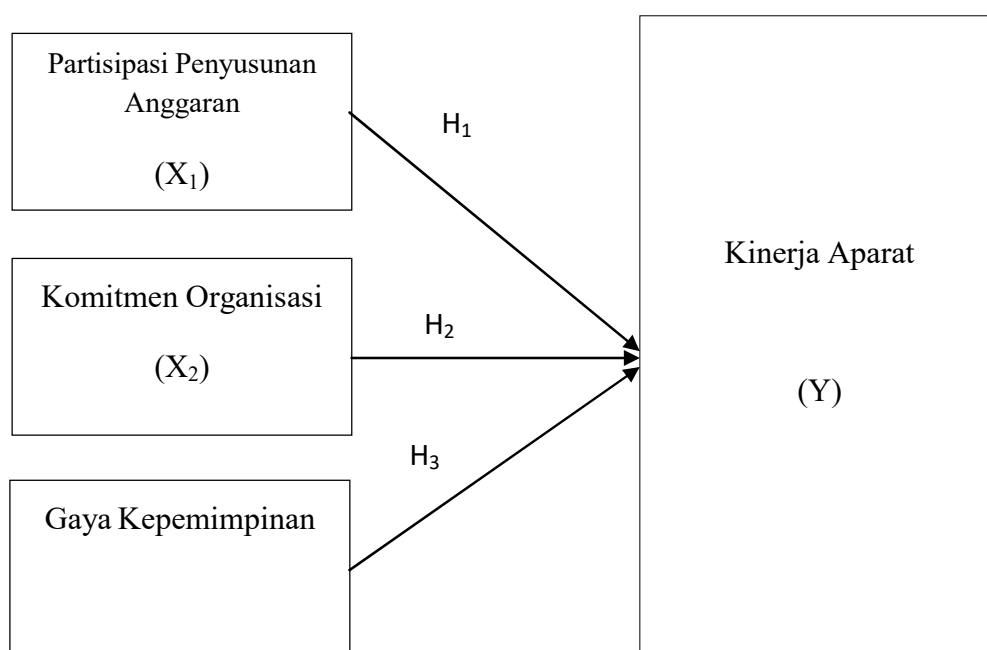 Partisipasi Penyusunan
Anggaran
(X₁)
H₁
Komitmen Organisasi
(X₂)
H₂
Gaya Kepemimpinan
H₃
Kinerja Aparat
(Y)